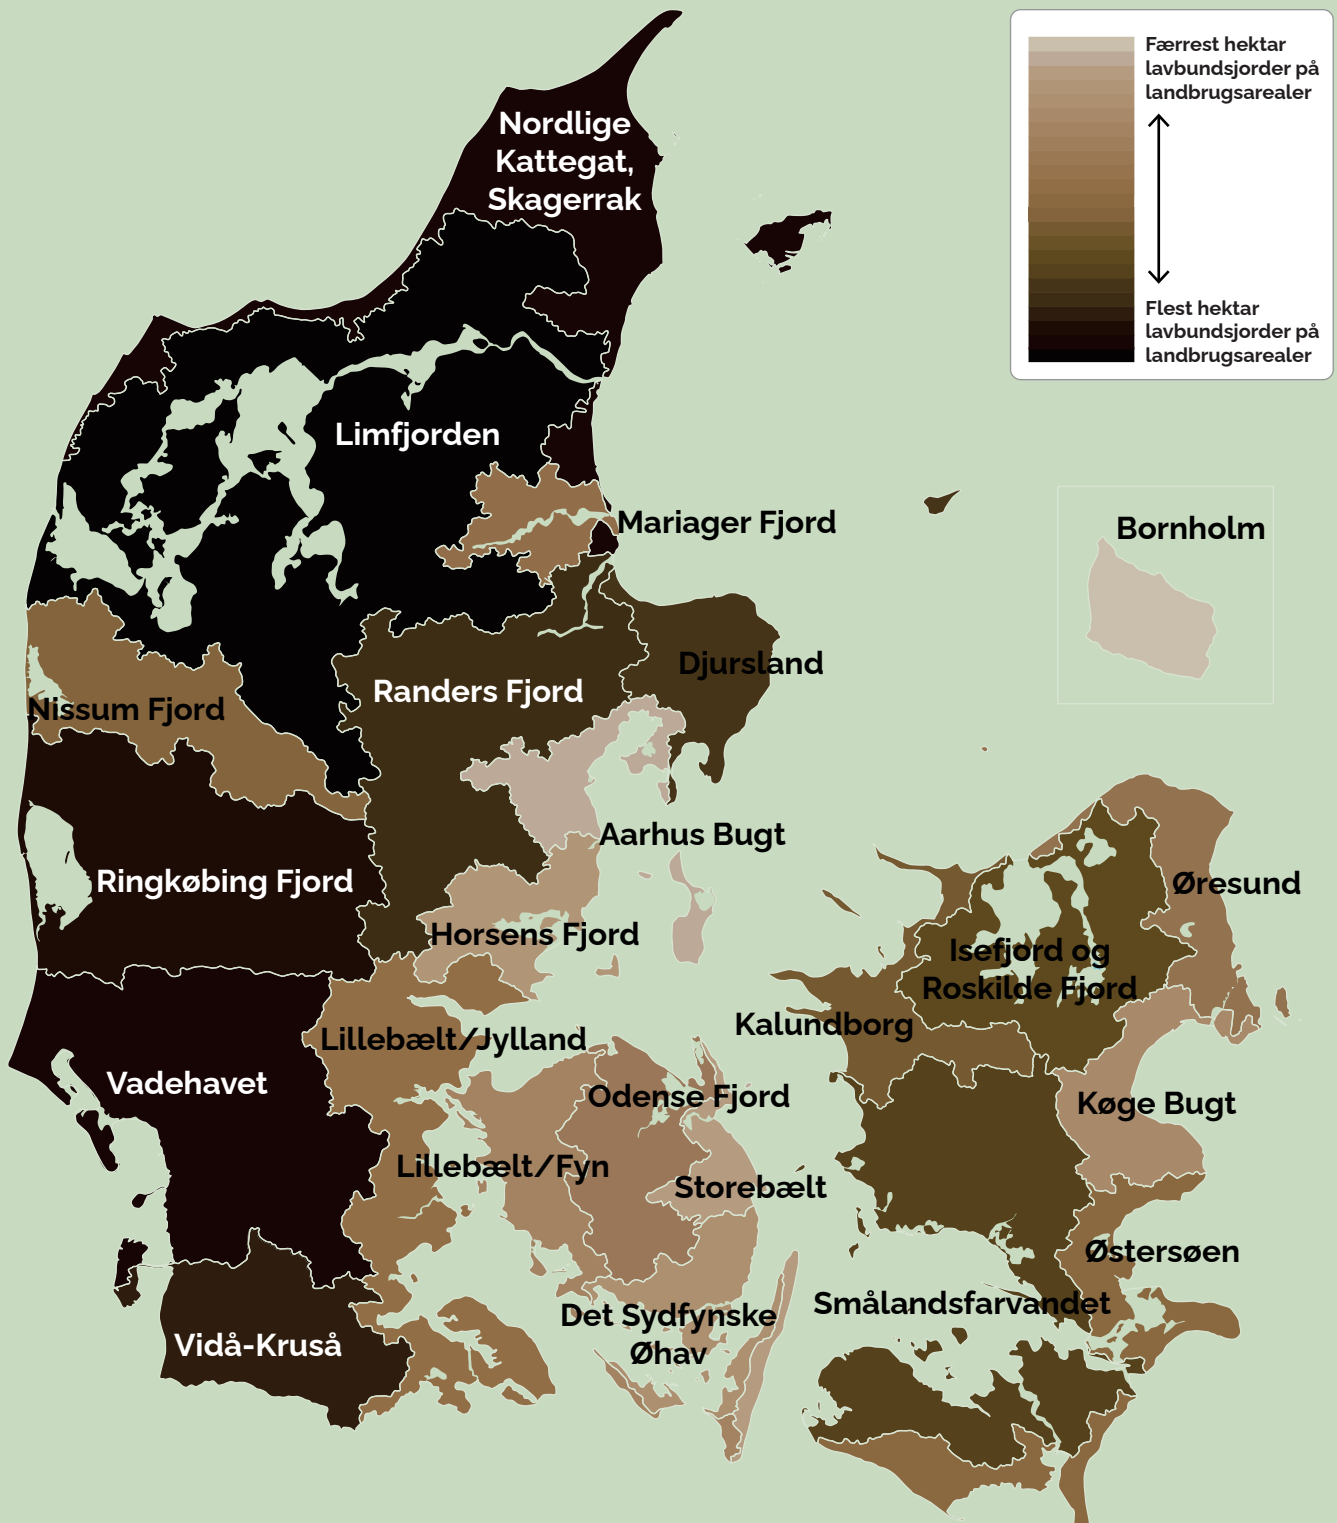 Færrest hektar
lavbundsjorder på
landbrugsarealer
Flest hektar
lavbundsjorder på
landbrugsarealer
Nordlige
Kattegat,
Skagerrak
Limfjorden
Mariager Fjord
Bornholm
Djursland
Randers Fjord
Nissum Fjord
Aarhus Bugt
Ringkøbing Fjord
Øresund
Horsens Fjord
Isefjord og
Roskilde Fjord
Kalundborg
Lillebælt/Jylland
Vadehavet
Odense Fjord
Køge Bugt
Lillebælt/Fyn
Storebælt
Østersøen
Smålandsfarvandet
Det Sydfynske
Øhav
Vidå-Kruså